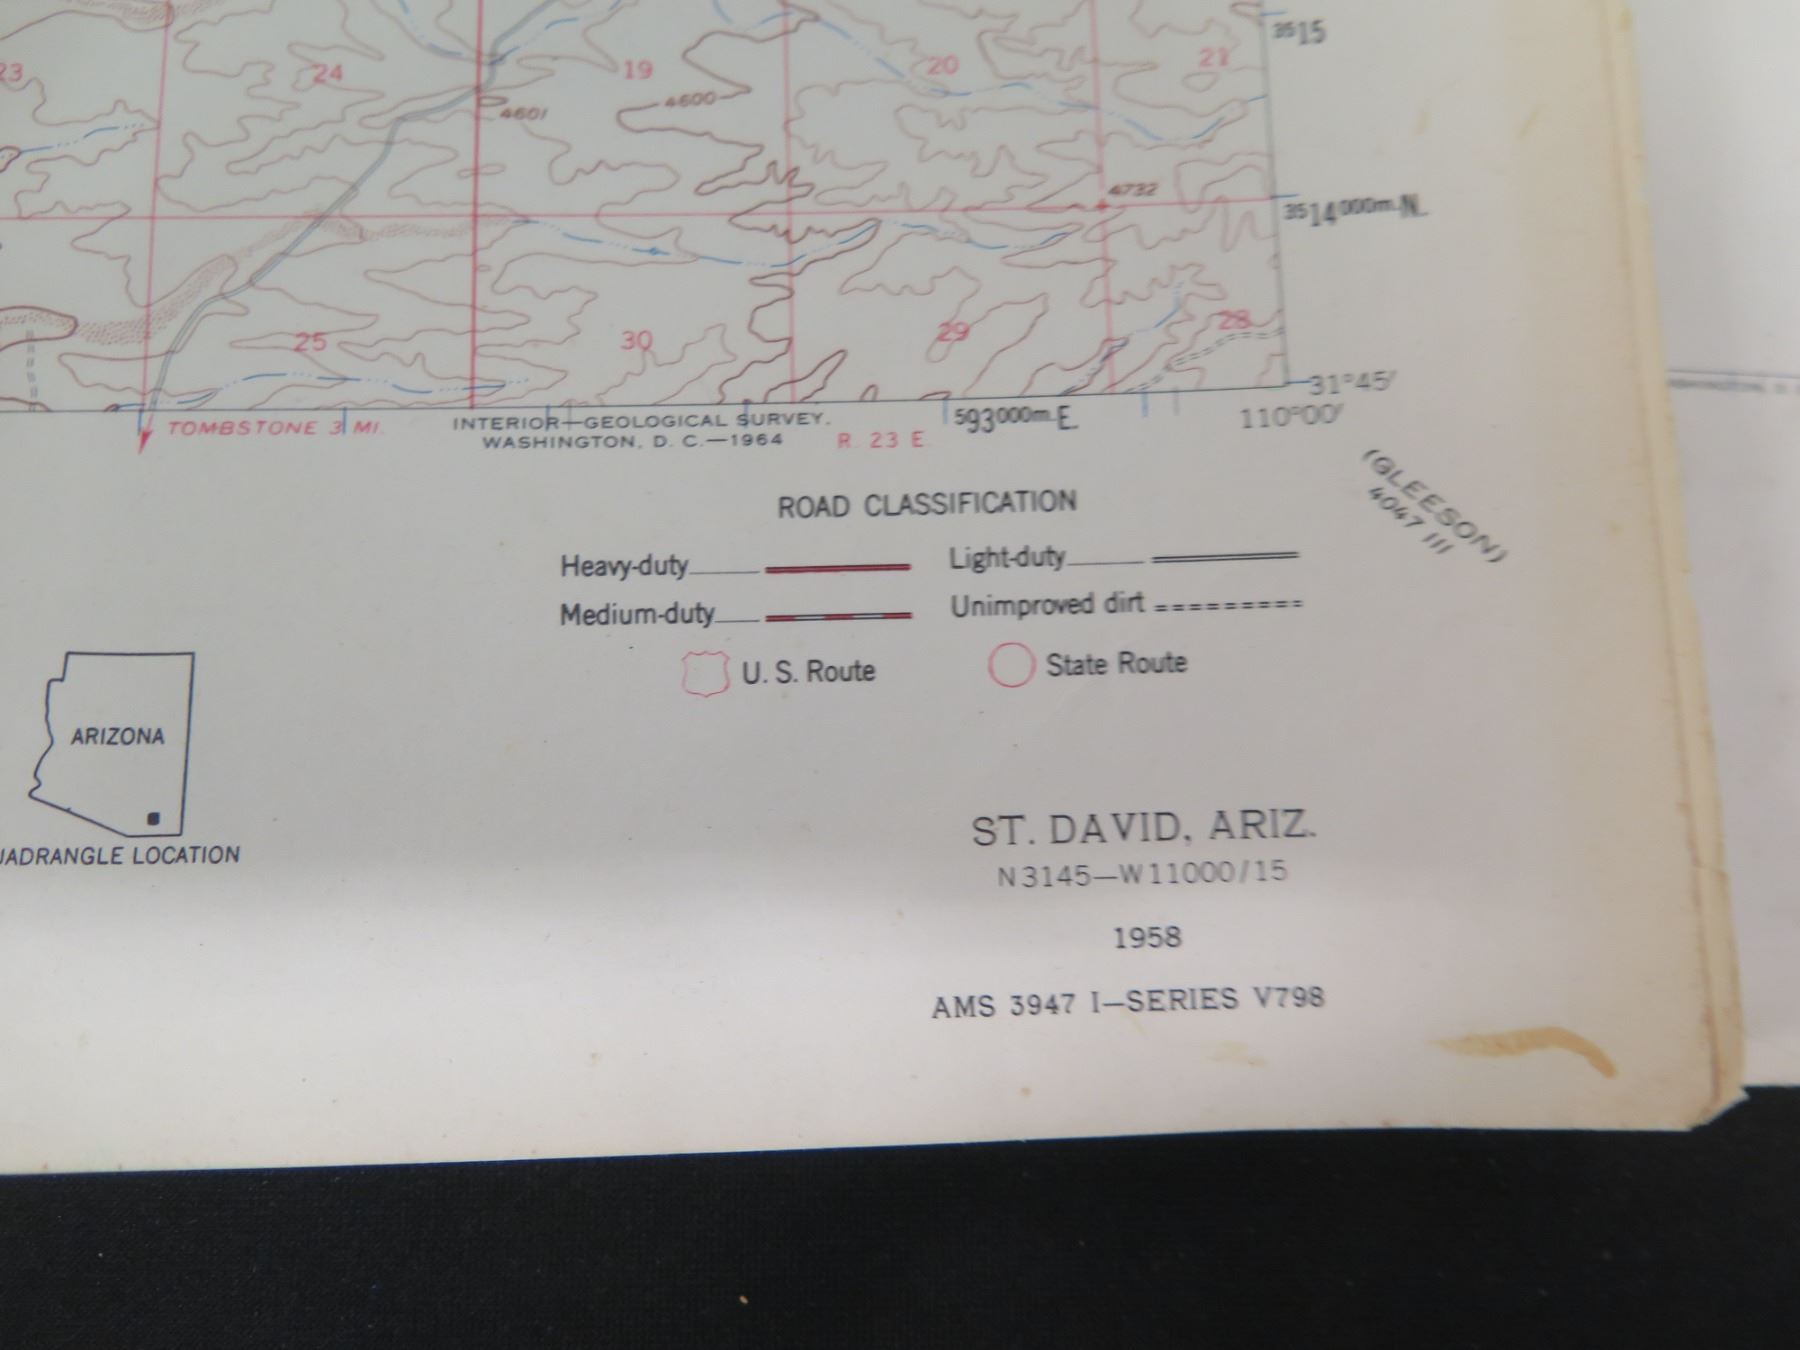 3515
23
24
19
20
21
4601
4600
4732
3514000m.N.
25
30
29
28
31°45′
TOMBSTONE 3 MI.
INTERIOR—GEOLOGICAL SURVEY,
WASHINGTON, D. C.—1964
R. 23 E.
593000m.E.
110°00′
(GLEESON)
4047 III
ROAD CLASSIFICATION
Heavy-duty
Light-duty
Medium-duty
Unimproved dirt
U. S. Route
State Route
ARIZONA
UADRANGLE LOCATION
ST. DAVID, ARIZ.
N3145—W11000/15
1958
AMS 3947 I—SERIES V798